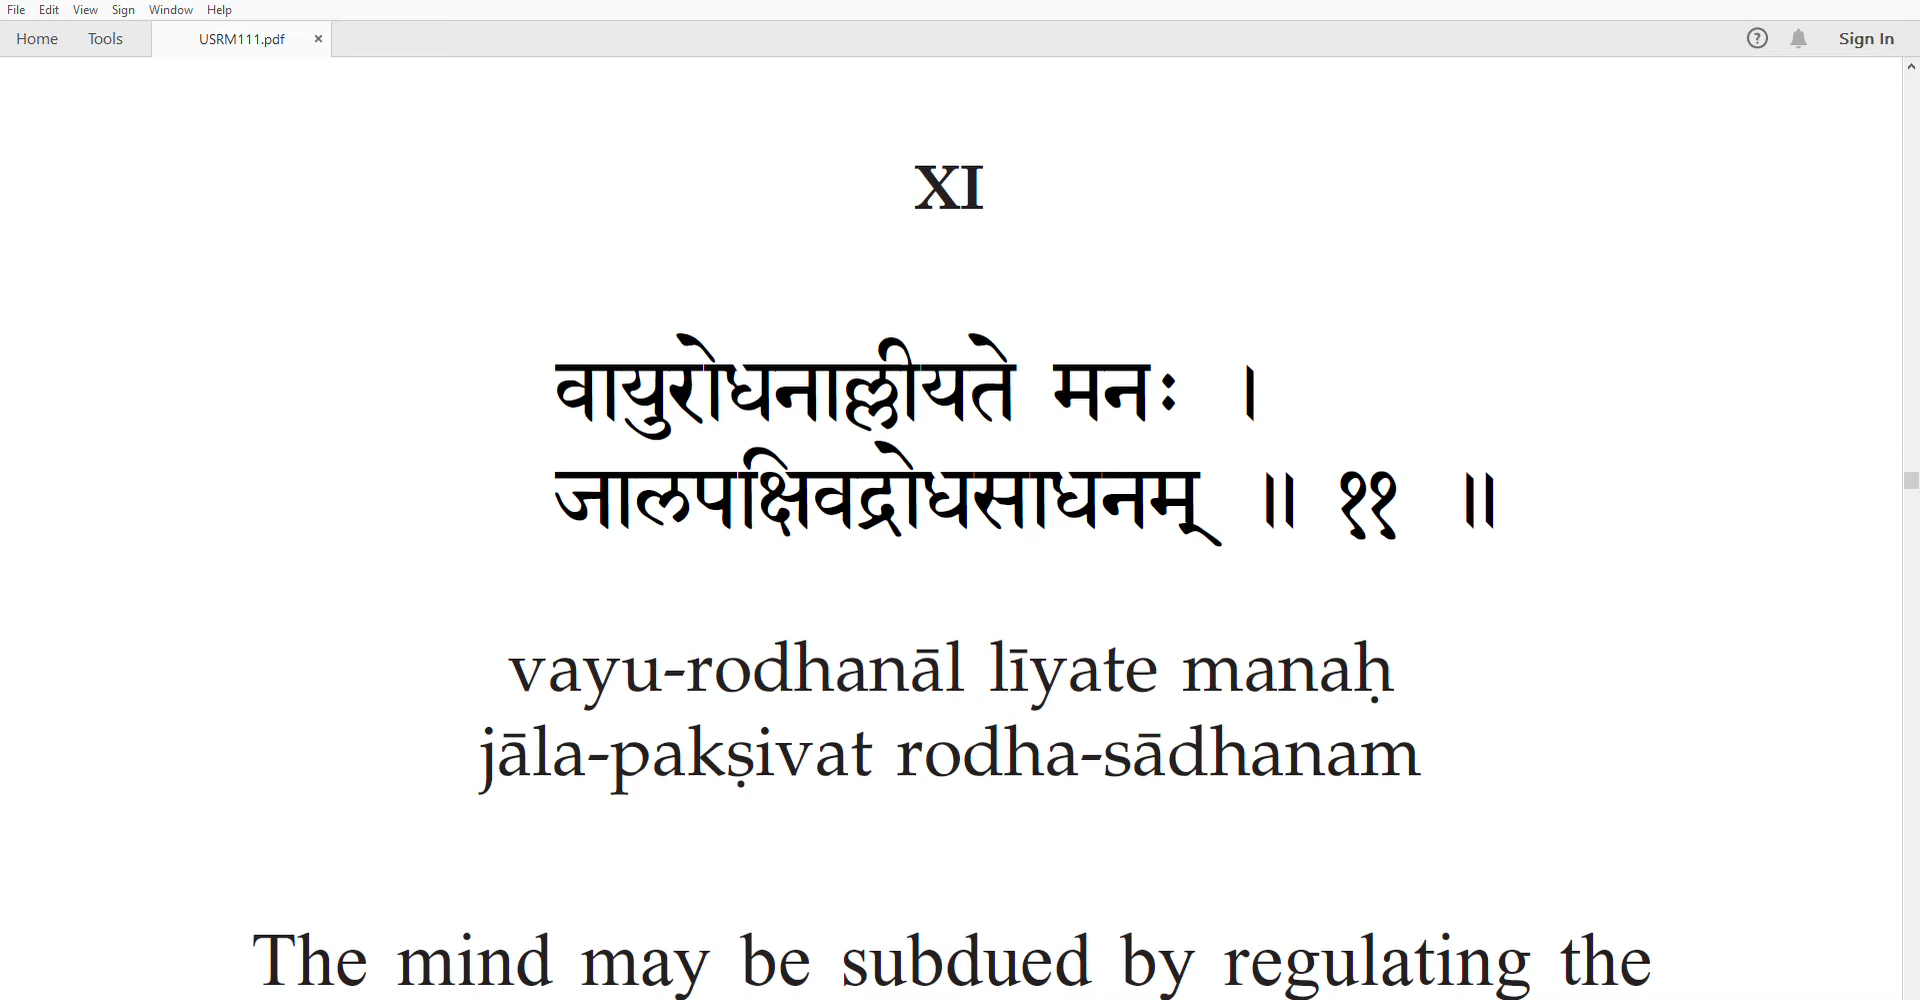 File Edit View Sign Window Help
Home Tools USRM111.pdf × ? Sign In
XI
वायुरोधनाल्लीयते मनः ।
जालपक्षिवद्रोधसाधनम् ॥ ११ ॥
vayu-rodhanāl līyate manaḥ
jāla-pakṣivat rodha-sādhanam
The mind may be subdued by regulating the